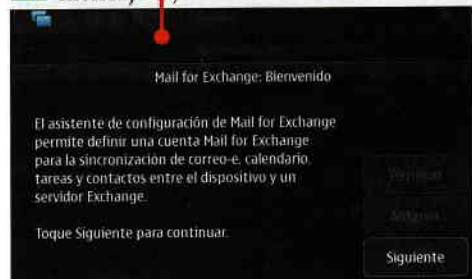 Mail for Exchange: Bienvenido
El asistente de configuración de Mail for Exchange
permite definir una cuenta Mail for Exchange
para la sincronización de correo-e, calendario,
tareas y contactos entre el dispositivo y un
servidor Exchange.
Toque Siguiente para continuar.
Siguiente